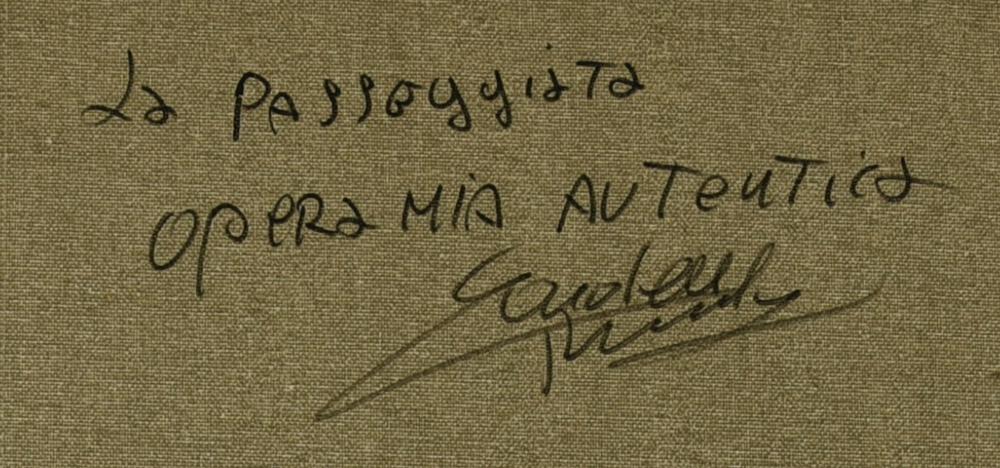 La passeggiata
OPERA MIA AUTENTICA